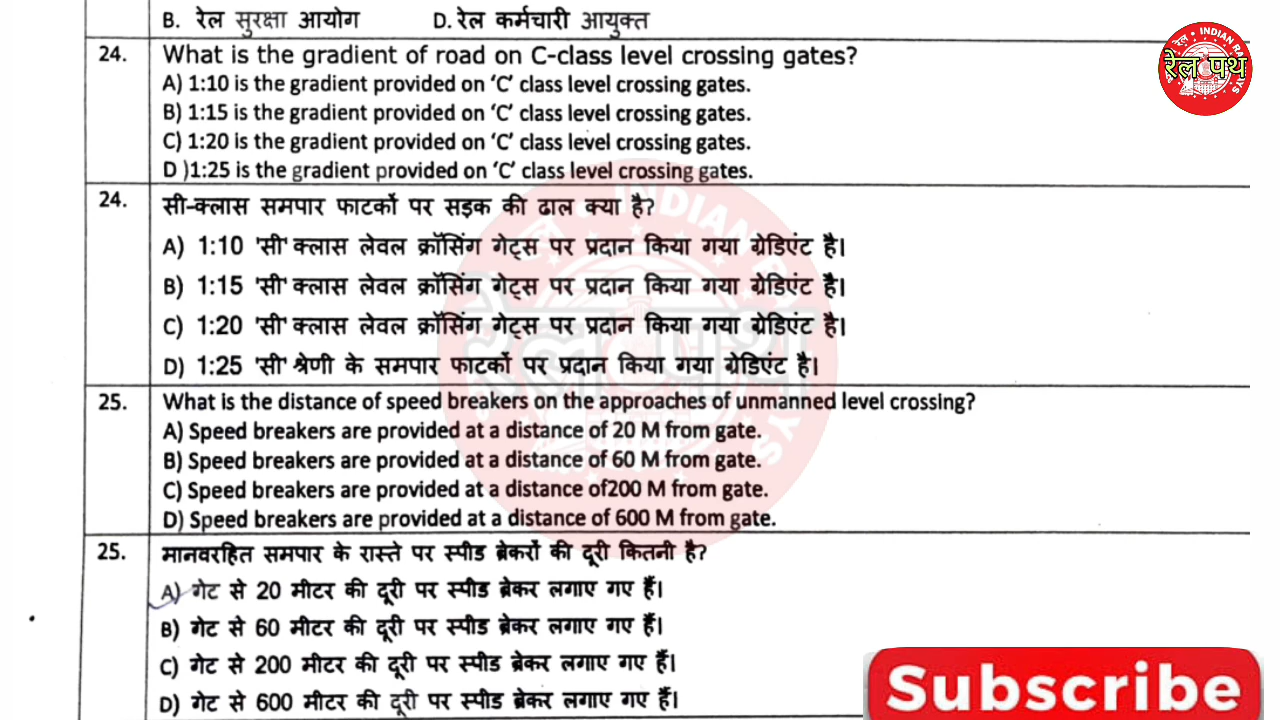 B. रेल सुरक्षा आयोग D. रेल कर्मचारी आयुक्त
24. What is the gradient of road on C-class level crossing gates?
A) 1:10 is the gradient provided on ‘C’ class level crossing gates.
B) 1:15 is the gradient provided on ‘C’ class level crossing gates.
C) 1:20 is the gradient provided on ‘C’ class level crossing gates.
D )1:25 is the gradient provided on ‘C’ class level crossing gates.
24. सी-क्लास समपार फाटकों पर सड़क की ढाल क्या है?
A) 1:10 'सी' क्लास लेवल क्रॉसिंग गेट्स पर प्रदान किया गया ग्रेडिएंट है।
B) 1:15 'सी' क्लास लेवल क्रॉसिंग गेट्स पर प्रदान किया गया ग्रेडिएंट है।
C) 1:20 'सी' क्लास लेवल क्रॉसिंग गेट्स पर प्रदान किया गया ग्रेडिएंट है।
D) 1:25 'सी' श्रेणी के समपार फाटकों पर प्रदान किया गया ग्रेडिएंट है।
25. What is the distance of speed breakers on the approaches of unmanned level crossing?
A) Speed breakers are provided at a distance of 20 M from gate.
B) Speed breakers are provided at a distance of 60 M from gate.
C) Speed breakers are provided at a distance of200 M from gate.
D) Speed breakers are provided at a distance of 600 M from gate.
25. मानवरहित समपार के रास्ते पर स्पीड ब्रेकरों की दूरी कितनी है?
A) गेट से 20 मीटर की दूरी पर स्पीड ब्रेकर लगाए गए हैं।
B) गेट से 60 मीटर की दूरी पर स्पीड ब्रेकर लगाए गए हैं।
C) गेट से 200 मीटर की दूरी पर स्पीड ब्रेकर लगाए गए हैं।
D) गेट से 600 मीटर की दूरी पर स्पीड ब्रेकर लगाए गए हैं।
रेल • INDIAN RAILWAYS
रेल पथ
Subscribe